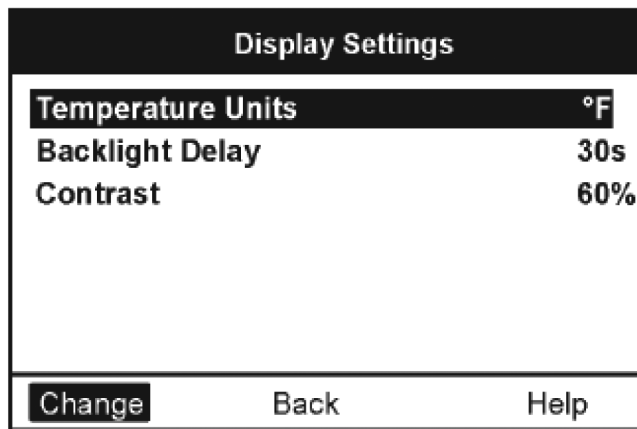 Display Settings
Temperature Units °F
Backlight Delay 30s
Contrast 60%
Change Back Help